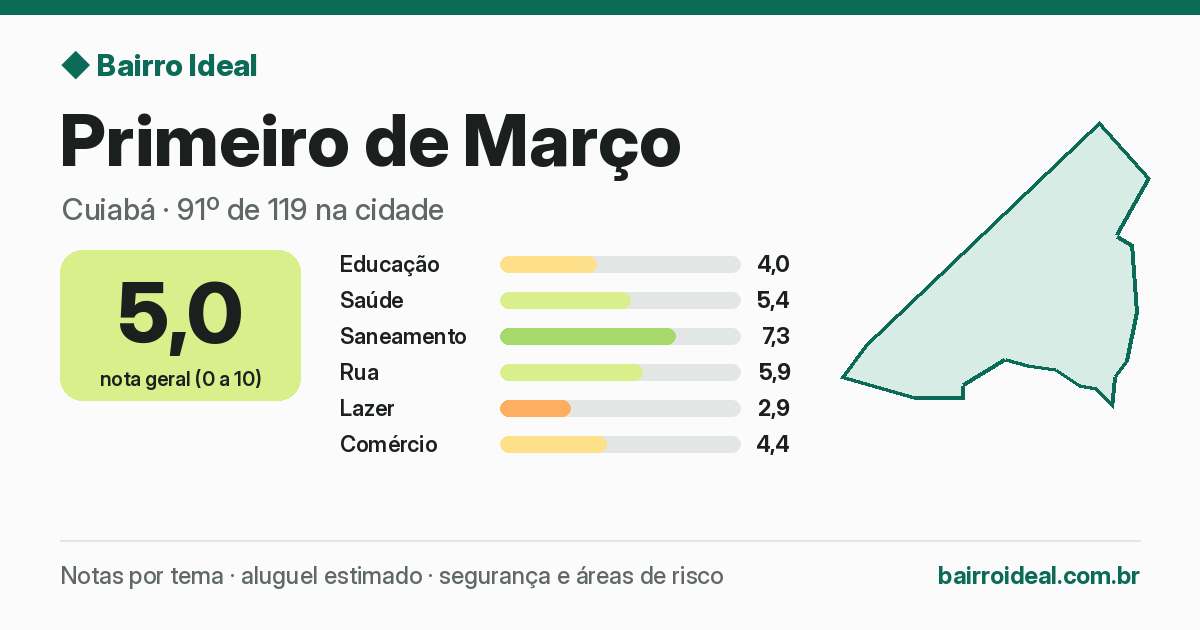 Bairro Ideal
Primeiro de Março
Cuiabá · 91º de 119 na cidade
5,0
nota geral (0 a 10)
Educação 4,0
Saúde 5,4
Saneamento 7,3
Rua 5,9
Lazer 2,9
Comércio 4,4
Notas por tema · aluguel estimado · segurança e áreas de risco
bairroideal.com.br